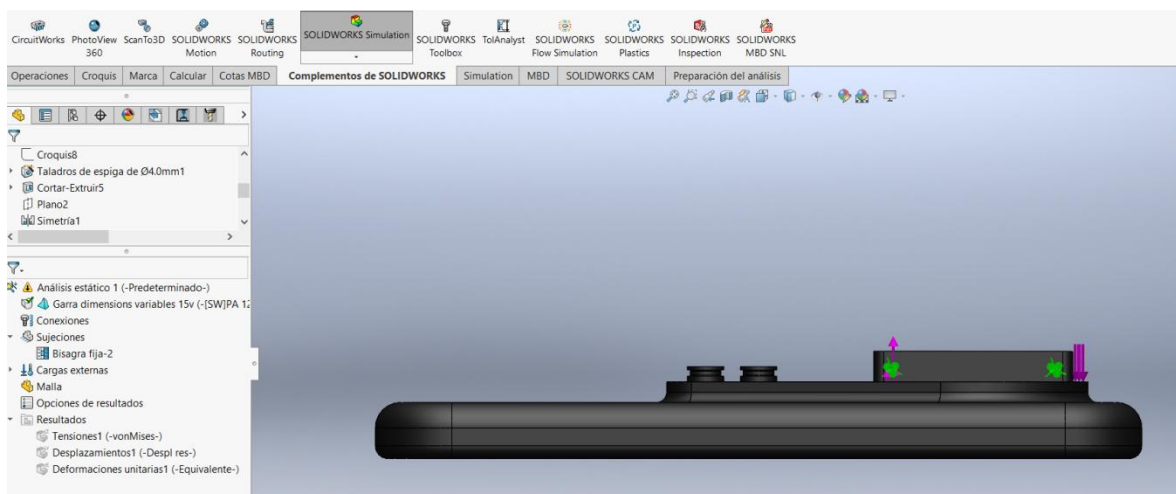 CircuitWorks PhotoView 360 ScanTo3D SOLIDWORKS Motion SOLIDWORKS Routing SOLIDWORKS Simulation SOLIDWORKS Toolbox TolAnalyst SOLIDWORKS Flow Simulation SOLIDWORKS Plastics SOLIDWORKS Inspection SOLIDWORKS MBD SNL
Operaciones Croquis Marca Calcular Cotas MBD Complementos de SOLIDWORKS Simulation MBD SOLIDWORKS CAM Preparación del análisis
Croquis8
Taladros de espiga de Ø4.0mm1
Cortar-Extruir5
Plano2
Simetría1
Análisis estático 1 (-Predeterminado-)
Garra dimensions variables 15v (-[SW]PA 12
Conexiones
Sujeciones
Bisagra fija-2
Cargas externas
Malla
Opciones de resultados
Resultados
Tensiones1 (-vonMises-)
Desplazamientos1 (-Despl res-)
Deformaciones unitarias1 (-Equivalente-)